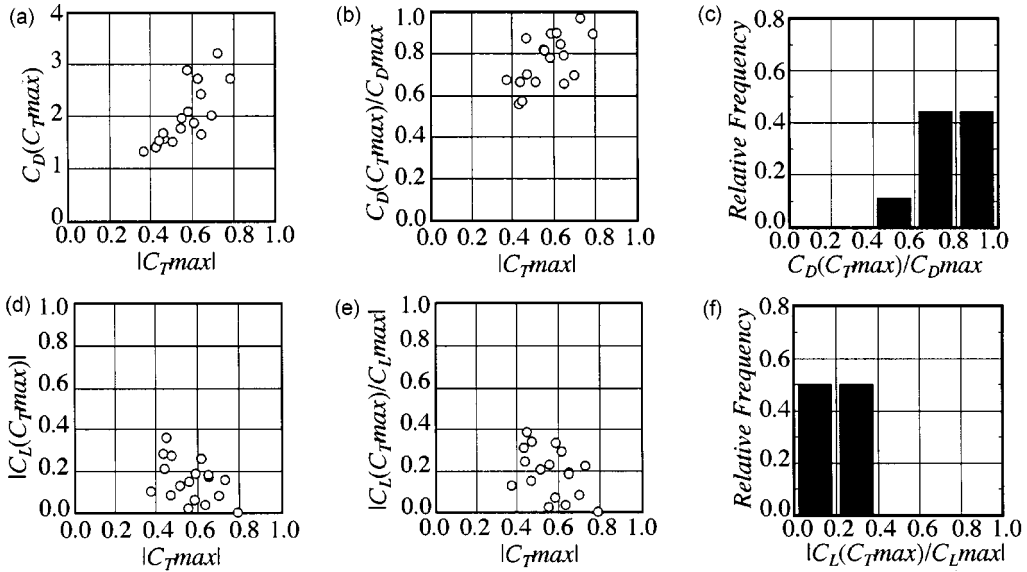 (a)
4
3
2
1
0
C_D(C_Tmax)
0.0 0.2 0.4 0.6 0.8 1.0
|C_Tmax|
(b)
1.0
0.8
0.6
0.4
0.2
0.0
C_D(C_Tmax)/C_Dmax
0.0 0.2 0.4 0.6 0.8 1.0
|C_Tmax|
(c)
0.8
0.6
0.4
0.2
0.0
Relative Frequency
0.0 0.2 0.4 0.6 0.8 1.0
C_D(C_Tmax)/C_Dmax
(d)
1.0
0.8
0.6
0.4
0.2
0.0
|C_L(C_Tmax)|
0.0 0.2 0.4 0.6 0.8 1.0
|C_Tmax|
(e)
1.0
0.8
0.6
0.4
0.2
0.0
|C_L(C_Tmax)/C_Lmax|
0.0 0.2 0.4 0.6 0.8 1.0
|C_Tmax|
(f)
0.8
0.6
0.4
0.2
0.0
Relative Frequency
0.0 0.2 0.4 0.6 0.8 1.0
|C_L(C_Tmax)/C_Lmax|